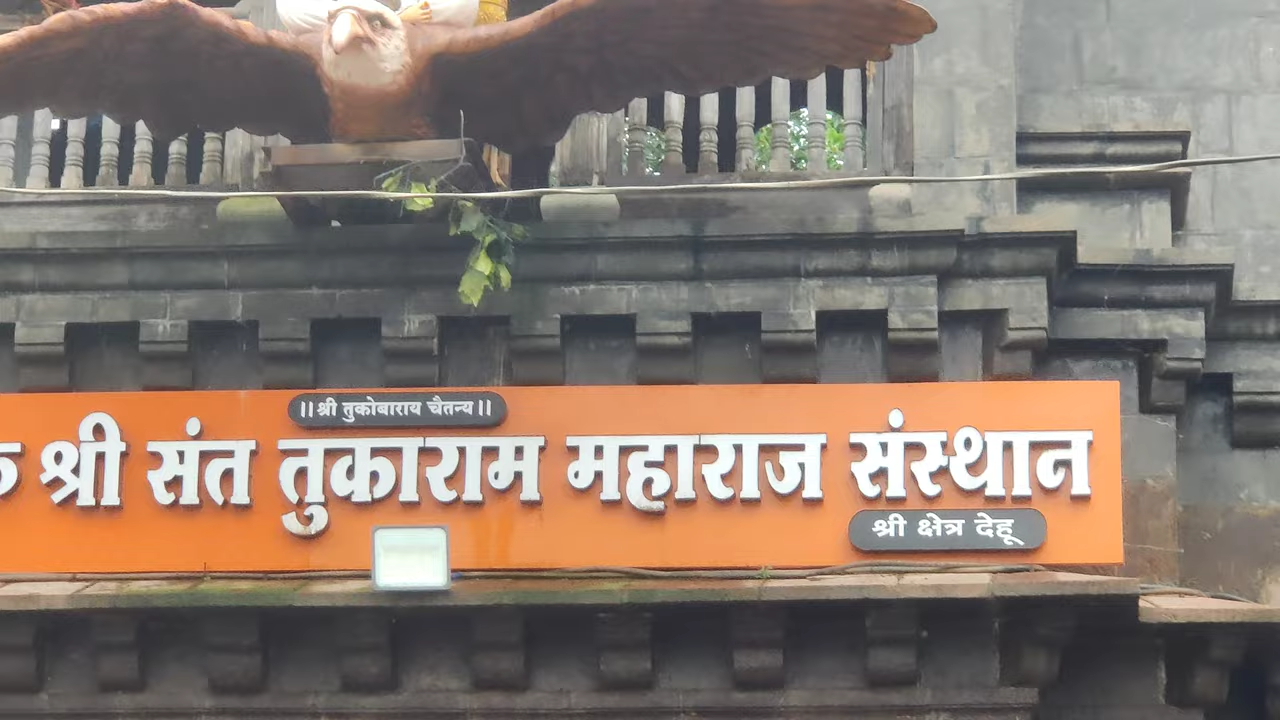 ||श्री तुकोबाराय चैतन्य||
श्री संत तुकाराम महाराज संस्थान
श्री क्षेत्र देहू